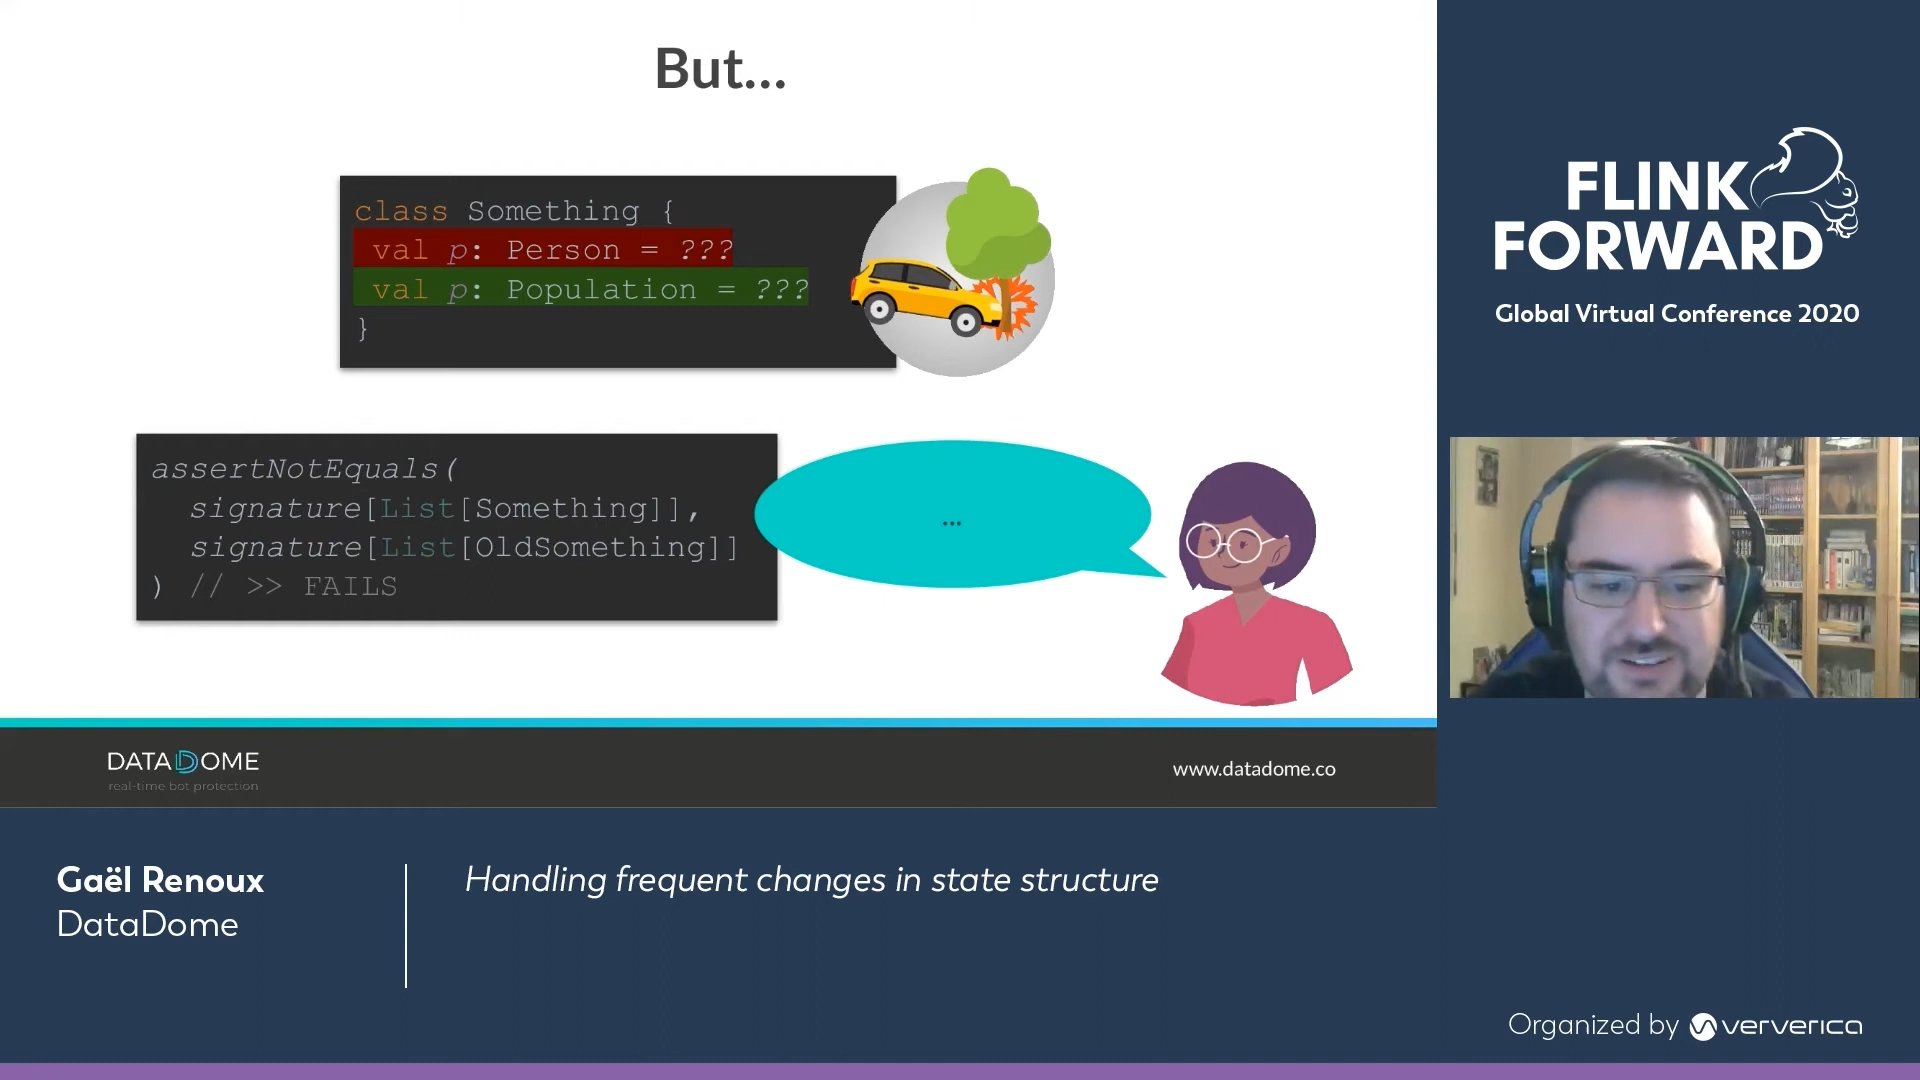 But...
class Something {
val p: Person = ???
val p: Population = ???
}
assertNotEquals(
signature[List[Something]],
signature[List[OldSomething]]
) // >> FAILS
...
DATADOME
real-time bot protection
www.datadome.co
FLINK
FORWARD
Global Virtual Conference 2020
Gaël Renoux
DataDome
Handling frequent changes in state structure
Organized by ververica